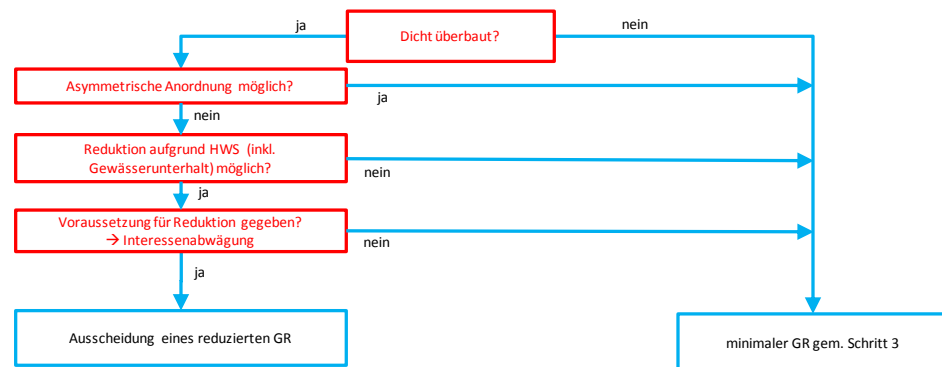 ja
Dicht überbaut?
nein
Asymmetrische Anordnung möglich?
ja
nein
Reduktion aufgrund HWS (inkl.
Gewässerunterhalt) möglich?
nein
ja
Voraussetzung für Reduktion gegeben?
→ Interessenabwägung
nein
ja
Ausscheidung eines reduzierten GR
minimaler GR gem. Schritt 3